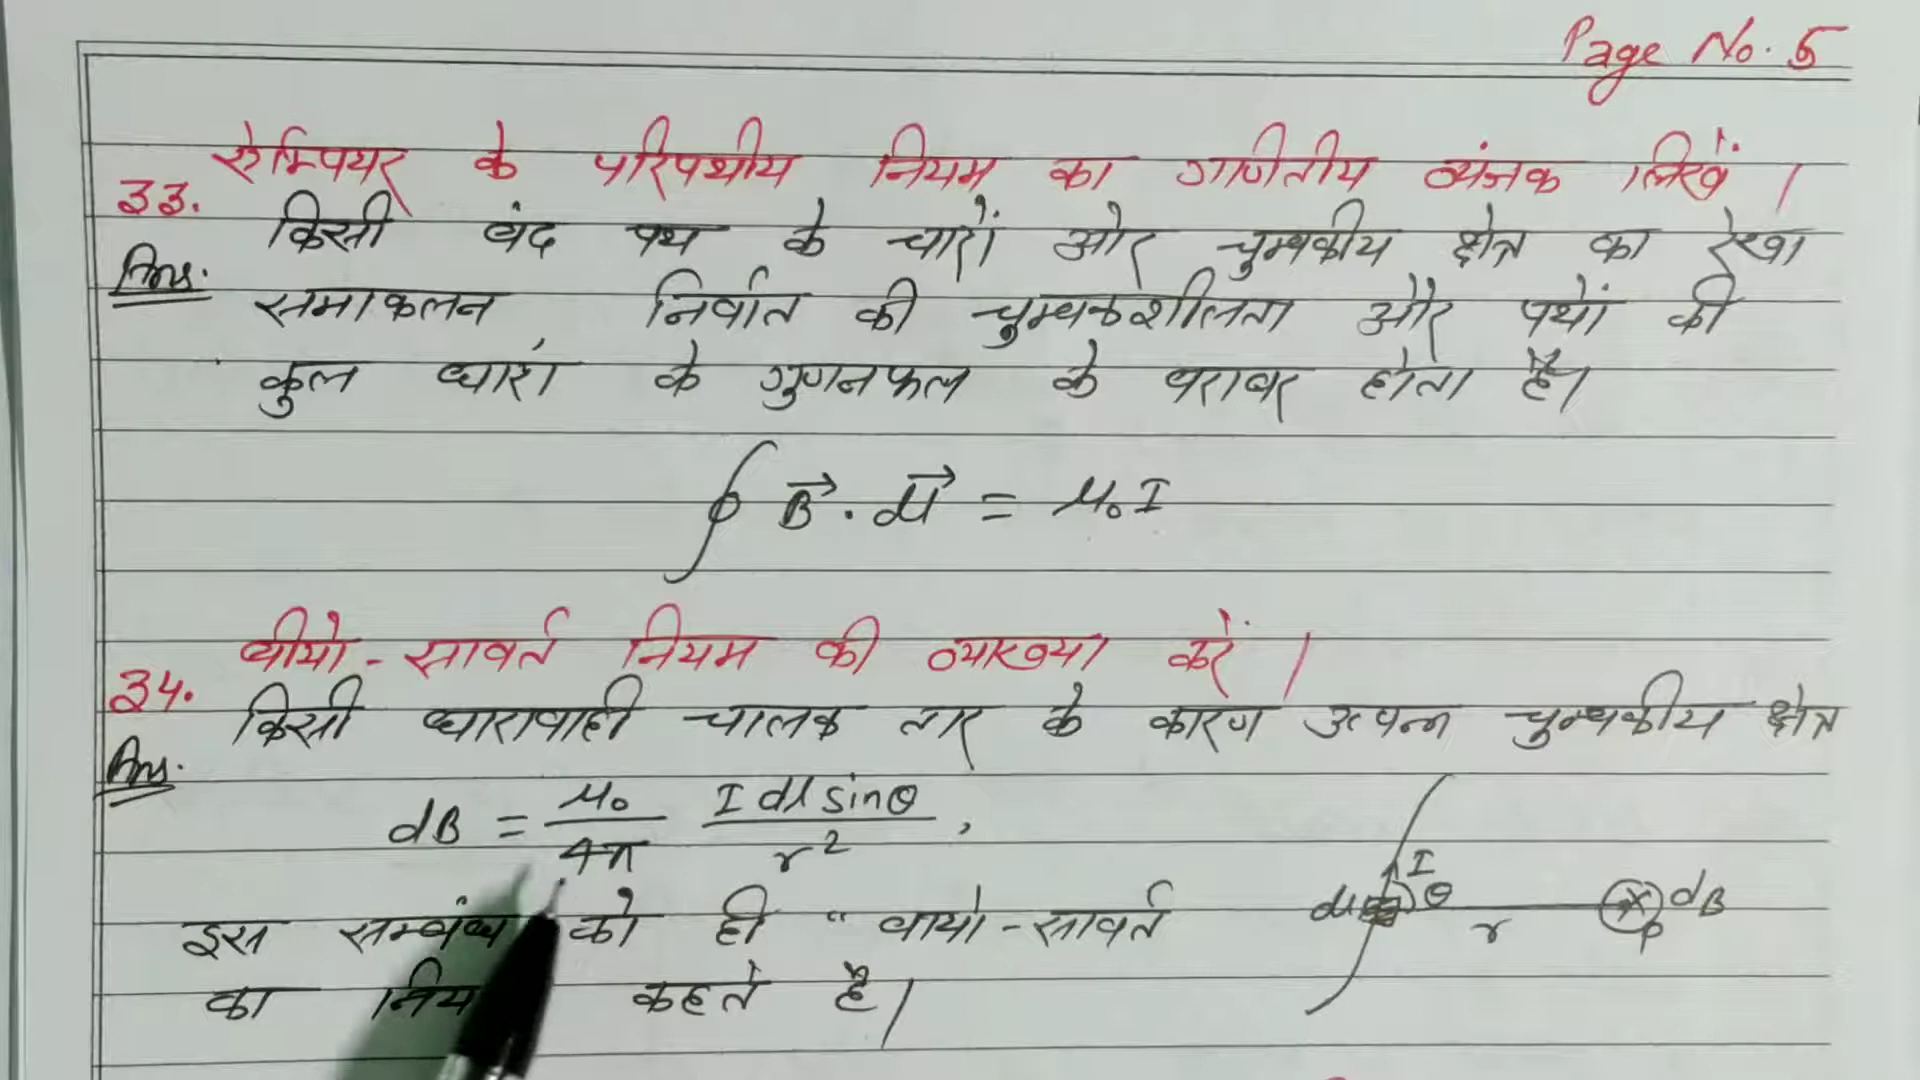 Page No. 5
33. ऐम्पियर के परिपथीय नियम का गणितीय व्यंजक लिखें।
Ans. किसी बंद पथ के चारों ओर चुम्बकीय क्षेत्र का रेखा
समाकलन, निर्वात की चुम्बकशीलता और पथों की
कुल धारा के गुणनफल के बराबर होता है।
∮ B⃗ . dl⃗ = μ₀I
34. बीयो-सावर्त नियम की व्याख्या करें।
Ans. किसी धारावाही चालक तार के कारण उत्पन्न चुम्बकीय क्षेत्र
dB = μ₀/4π I dl sinθ/r²,
I
dl θ r P dB
इस सम्बंध को ही "बायो-सावर्त
का कहते है।